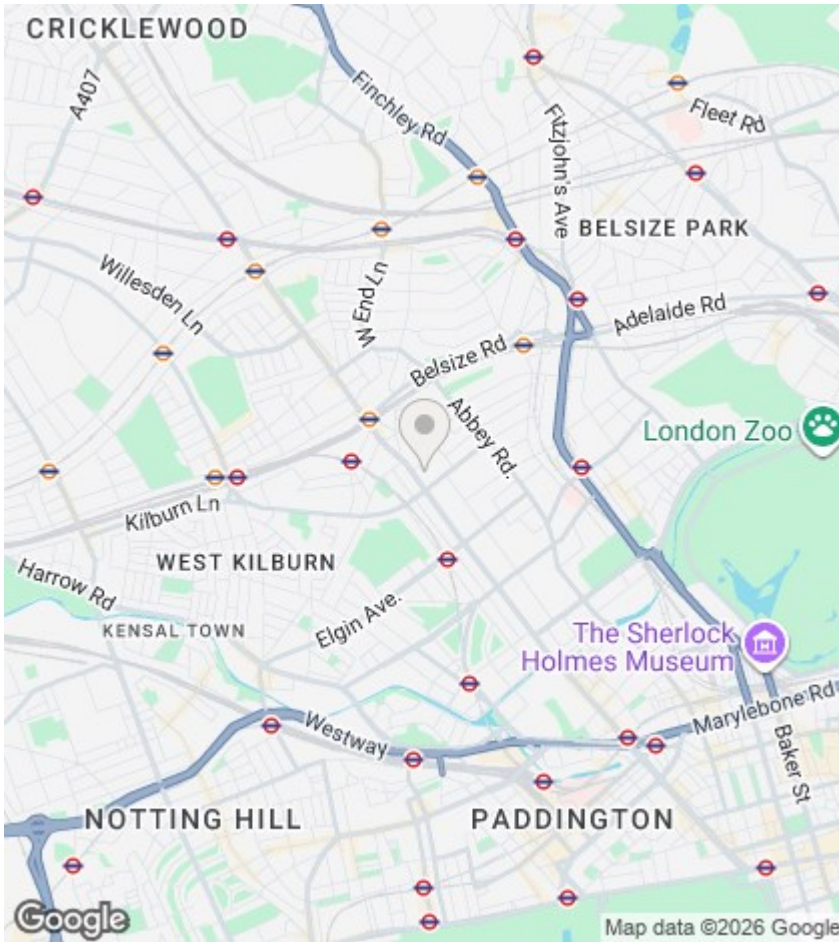 CRICKLEWOOD
A407
Finchley Rd
Fitzjohn's Ave
Fleet Rd
BELSIZE PARK
Willesden Ln
W End Ln
Adelaide Rd
Belsize Rd
Abbey Rd.
London Zoo
Kilburn Ln
WEST KILBURN
Harrow Rd
Elgin Ave.
KENSAL TOWN
The Sherlock
Holmes Museum
Westway
Marylebone Rd
Baker St
NOTTING HILL
PADDINGTON
Google
Map data ©2026 Google